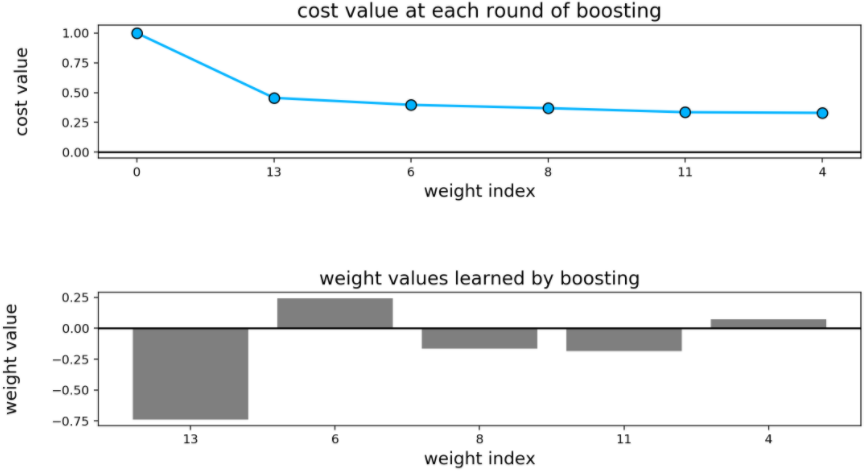 cost value at each round of boosting
1.00
0.75
0.50
0.25
0.00
cost value
0 13 6 8 11 4
weight index
weight values learned by boosting
0.25
0.00
−0.25
−0.50
−0.75
weight value
13 6 8 11 4
weight index